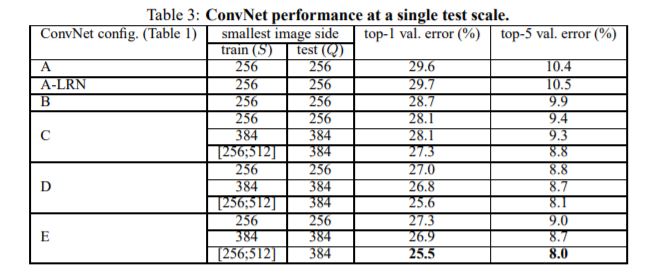 Table 3: ConvNet performance at a single test scale.
ConvNet config. (Table 1) smallest image side top-1 val. error (%) top-5 val. error (%)
train (S) test (Q)
A 256 256 29.6 10.4
A-LRN 256 256 29.7 10.5
B 256 256 28.7 9.9
256 256 28.1 9.4
C 384 384 28.1 9.3
[256;512] 384 27.3 8.8
256 256 27.0 8.8
D 384 384 26.8 8.7
[256;512] 384 25.6 8.1
256 256 27.3 9.0
E 384 384 26.9 8.7
[256;512] 384 25.5 8.0